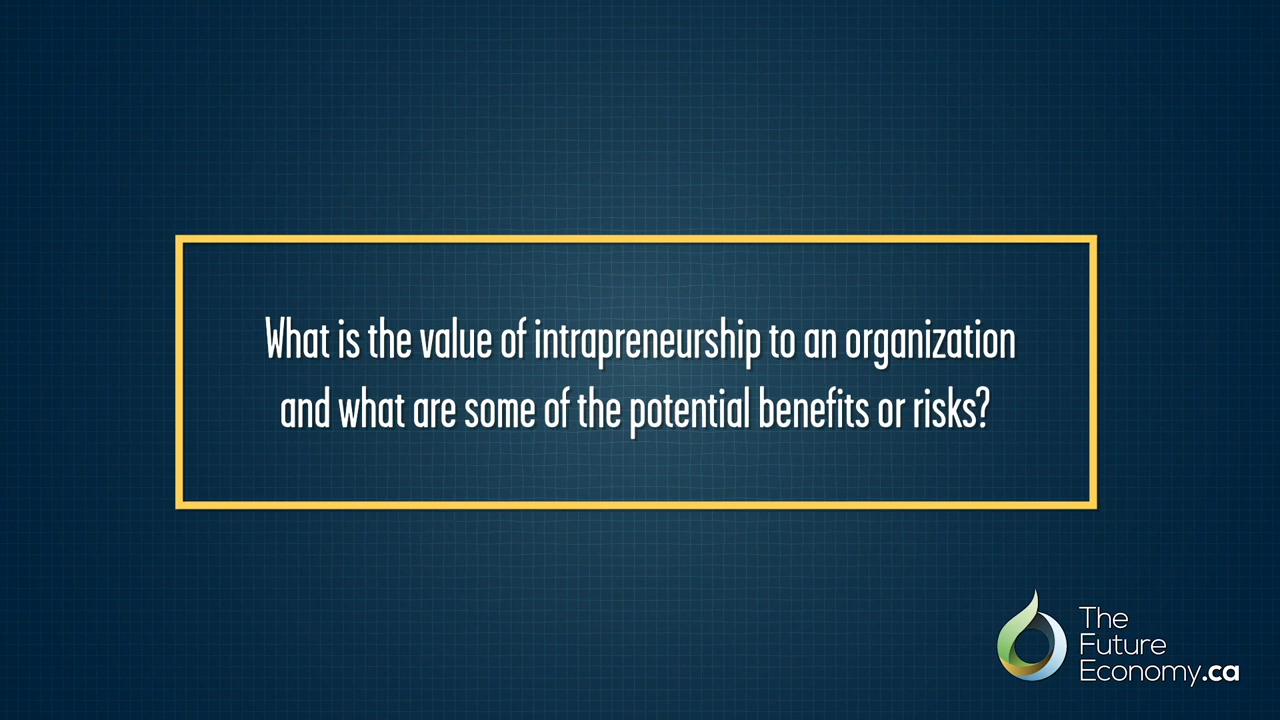 What is the value of intrapreneurship to an organization
and what are some of the potential benefits or risks?
The
Future
Economy.ca